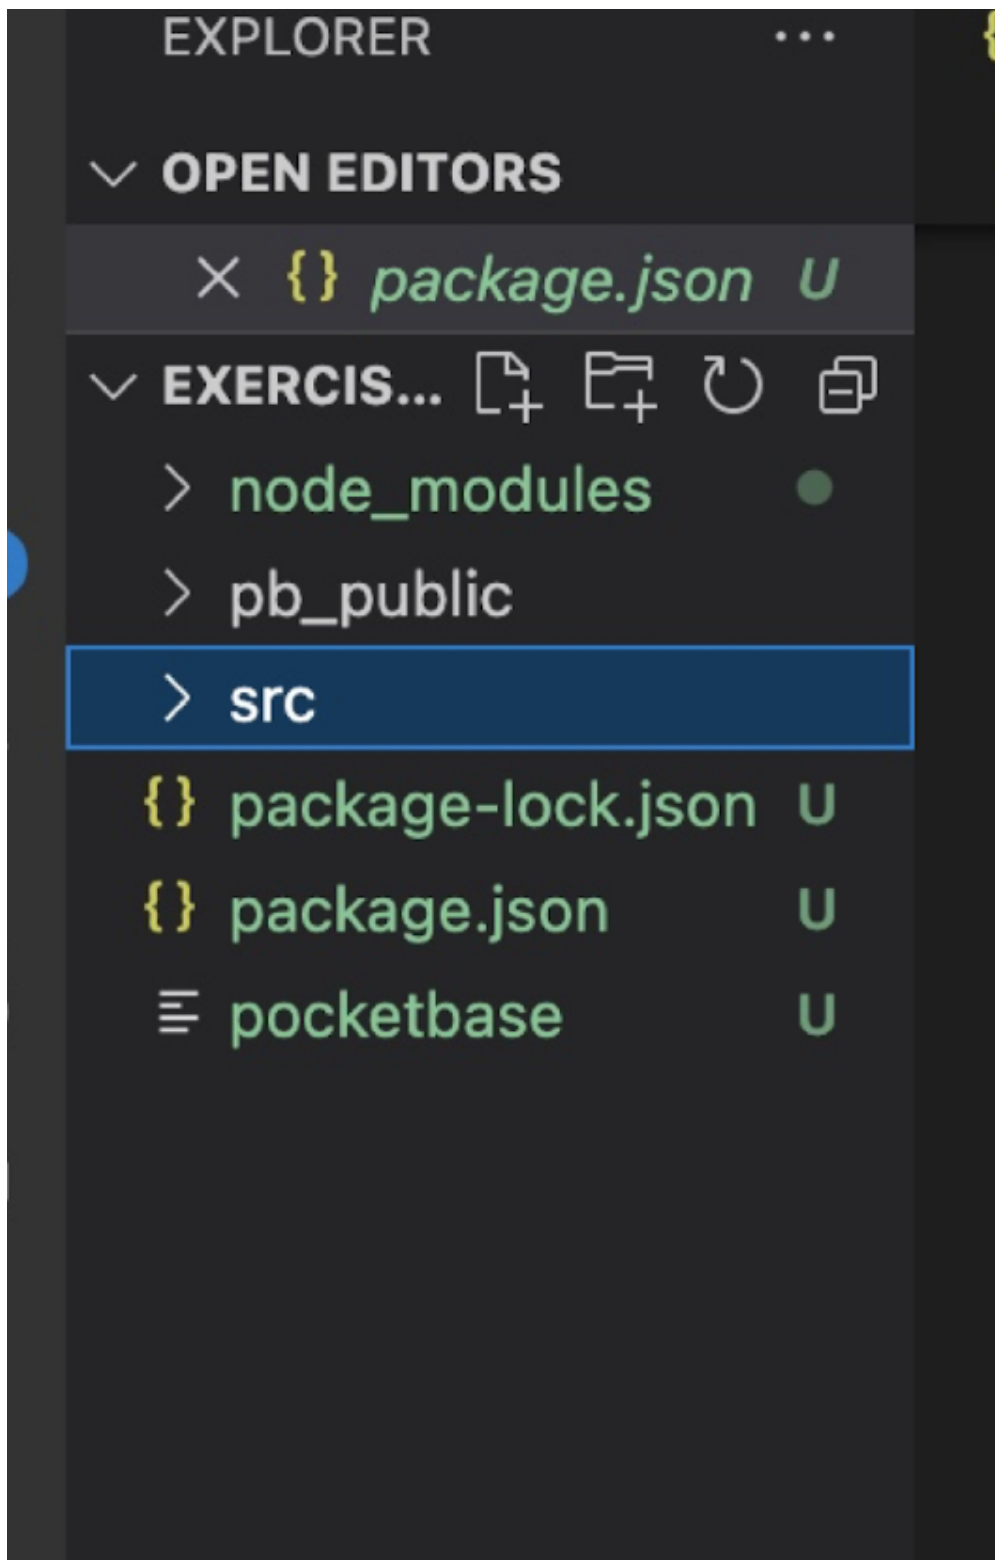 EXPLORER ...
OPEN EDITORS
{} package.json U
EXERCIS...
node_modules
pb_public
src
{} package-lock.json U
{} package.json U
pocketbase U